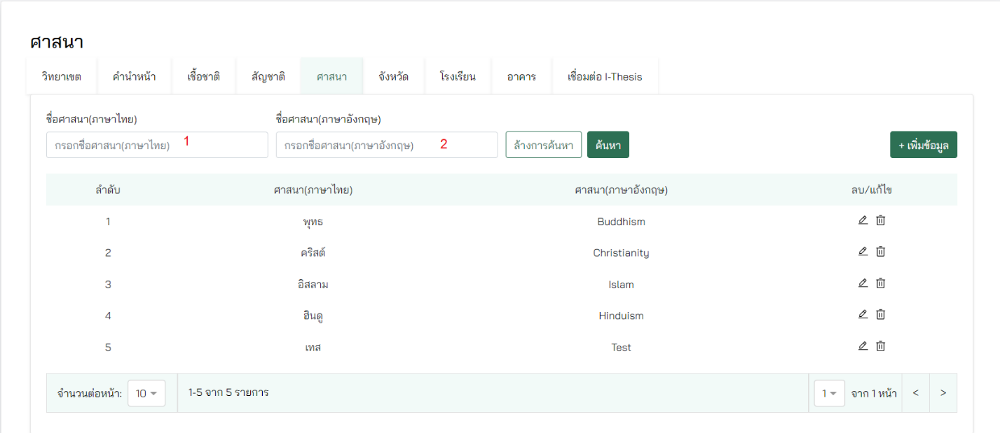 ศาสนา
วิทยาเขต คำนำหน้า เชื้อชาติ สัญชาติ ศาสนา จังหวัด โรงเรียน อาคาร เชื่อมต่อ I-Thesis
ชื่อศาสนา(ภาษาไทย) ชื่อศาสนา(ภาษาอังกฤษ)
กรอกชื่อศาสนา(ภาษาไทย) 1 กรอกชื่อศาสนา(ภาษาอังกฤษ) 2 ล้างการค้นหา ค้นหา + เพิ่มข้อมูล
ลำดับ ศาสนา(ภาษาไทย) ศาสนา(ภาษาอังกฤษ) ลบ/แก้ไข
1 พุทธ Buddhism
2 คริสต์ Christianity
3 อิสลาม Islam
4 ฮินดู Hinduism
5 เทส Test
จำนวนต่อหน้า: 10 1-5 จาก 5 รายการ 1 จาก 1 หน้า < >